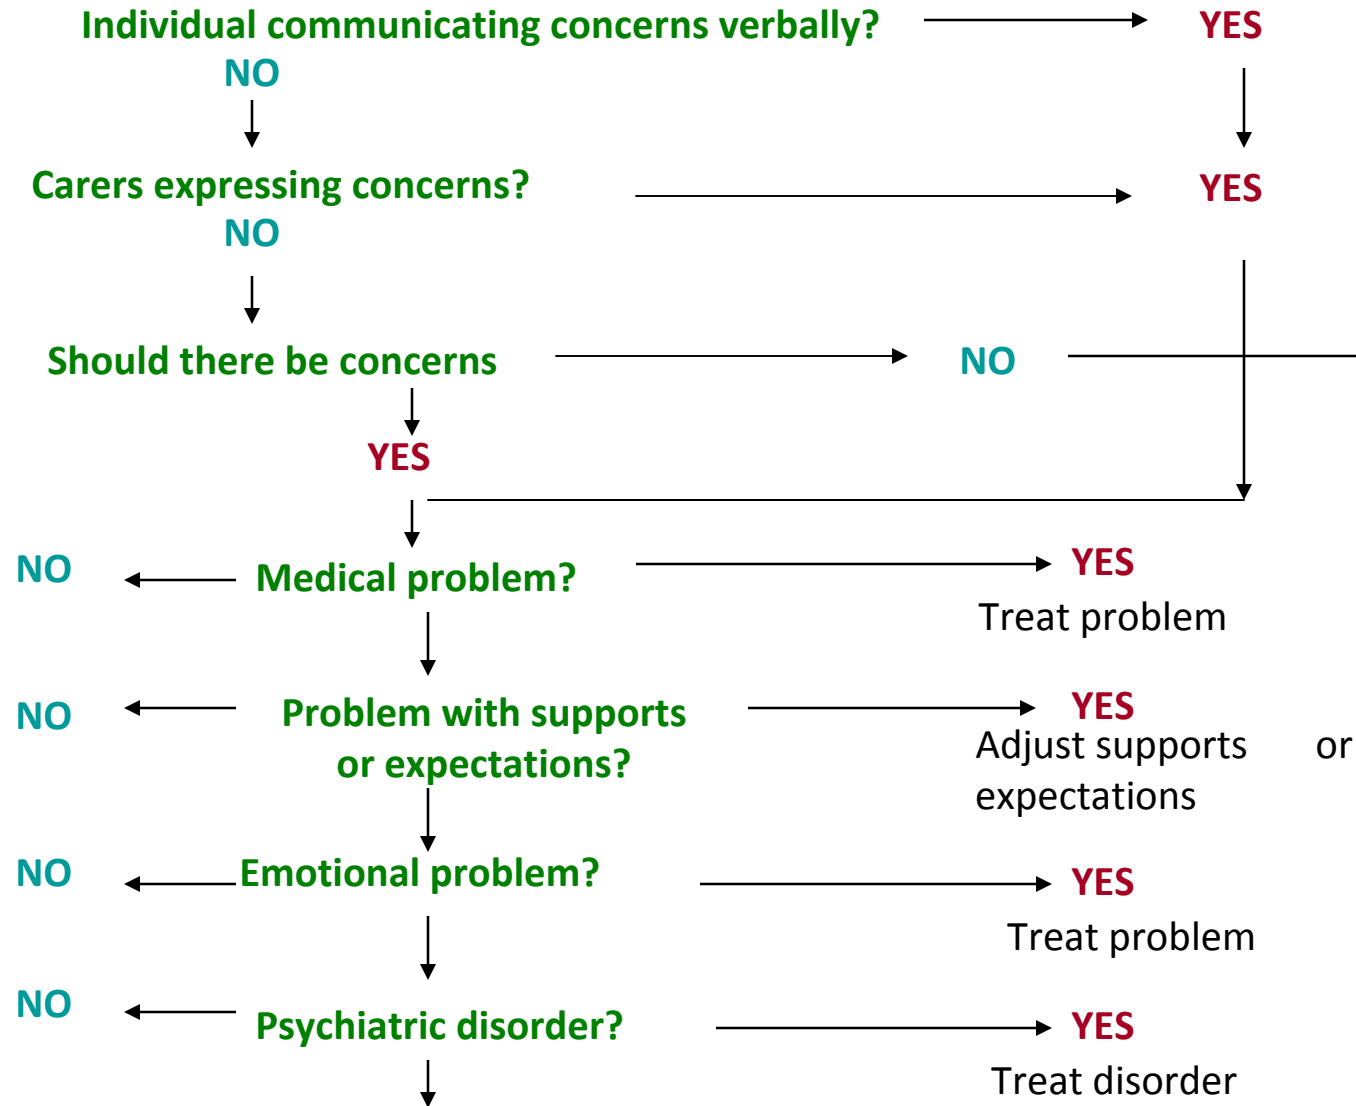 Individual communicating concerns verbally? YES
NO
Carers expressing concerns? YES
NO
Should there be concerns NO
YES
NO Medical problem? YES
Treat problem
NO Problem with supports YES
or expectations? Adjust supports or
expectations
NO Emotional problem? YES
Treat problem
NO Psychiatric disorder? YES
Treat disorder